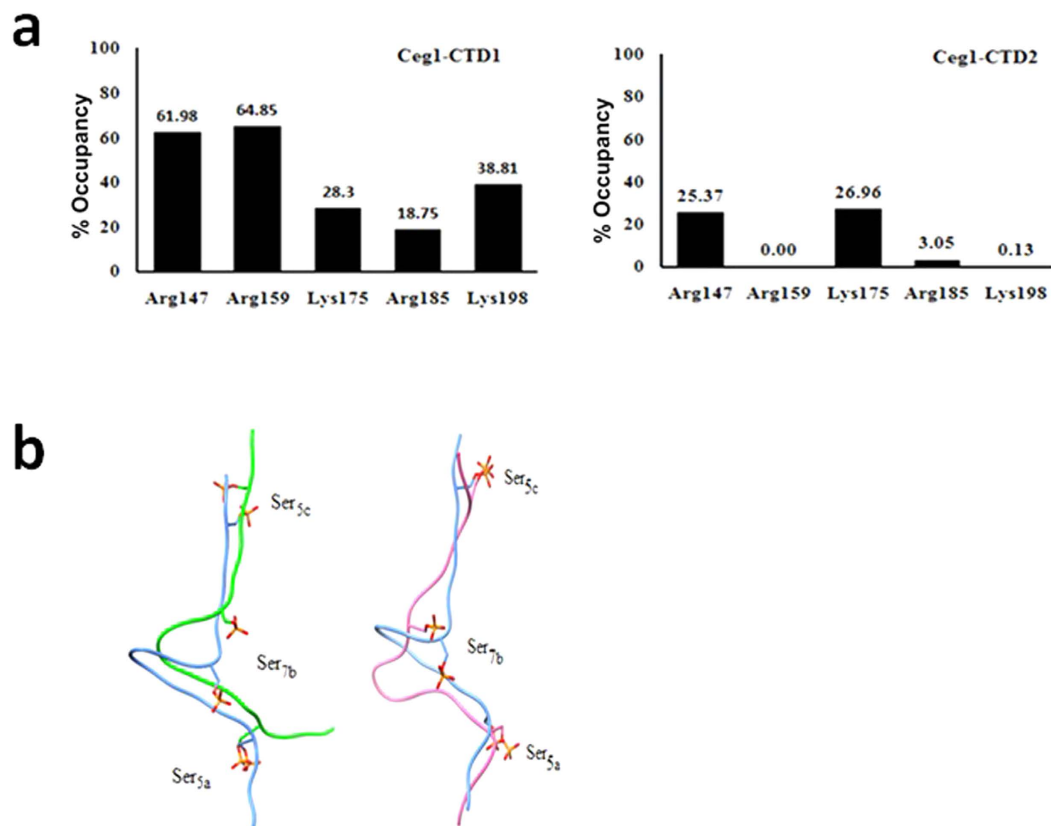 a
Ceg1-CTD1
% Occupancy
100
80
60
40
20
0
61.98
64.85
28.3
18.75
38.81
Arg147 Arg159 Lys175 Arg185 Lys198
Ceg1-CTD2
% Occupancy
100
80
60
40
20
0
25.37
0.00
26.96
3.05
0.13
Arg147 Arg159 Lys175 Arg185 Lys198
b
Ser5c
Ser7b
Ser5a
Ser5c
Ser7b
Ser5a